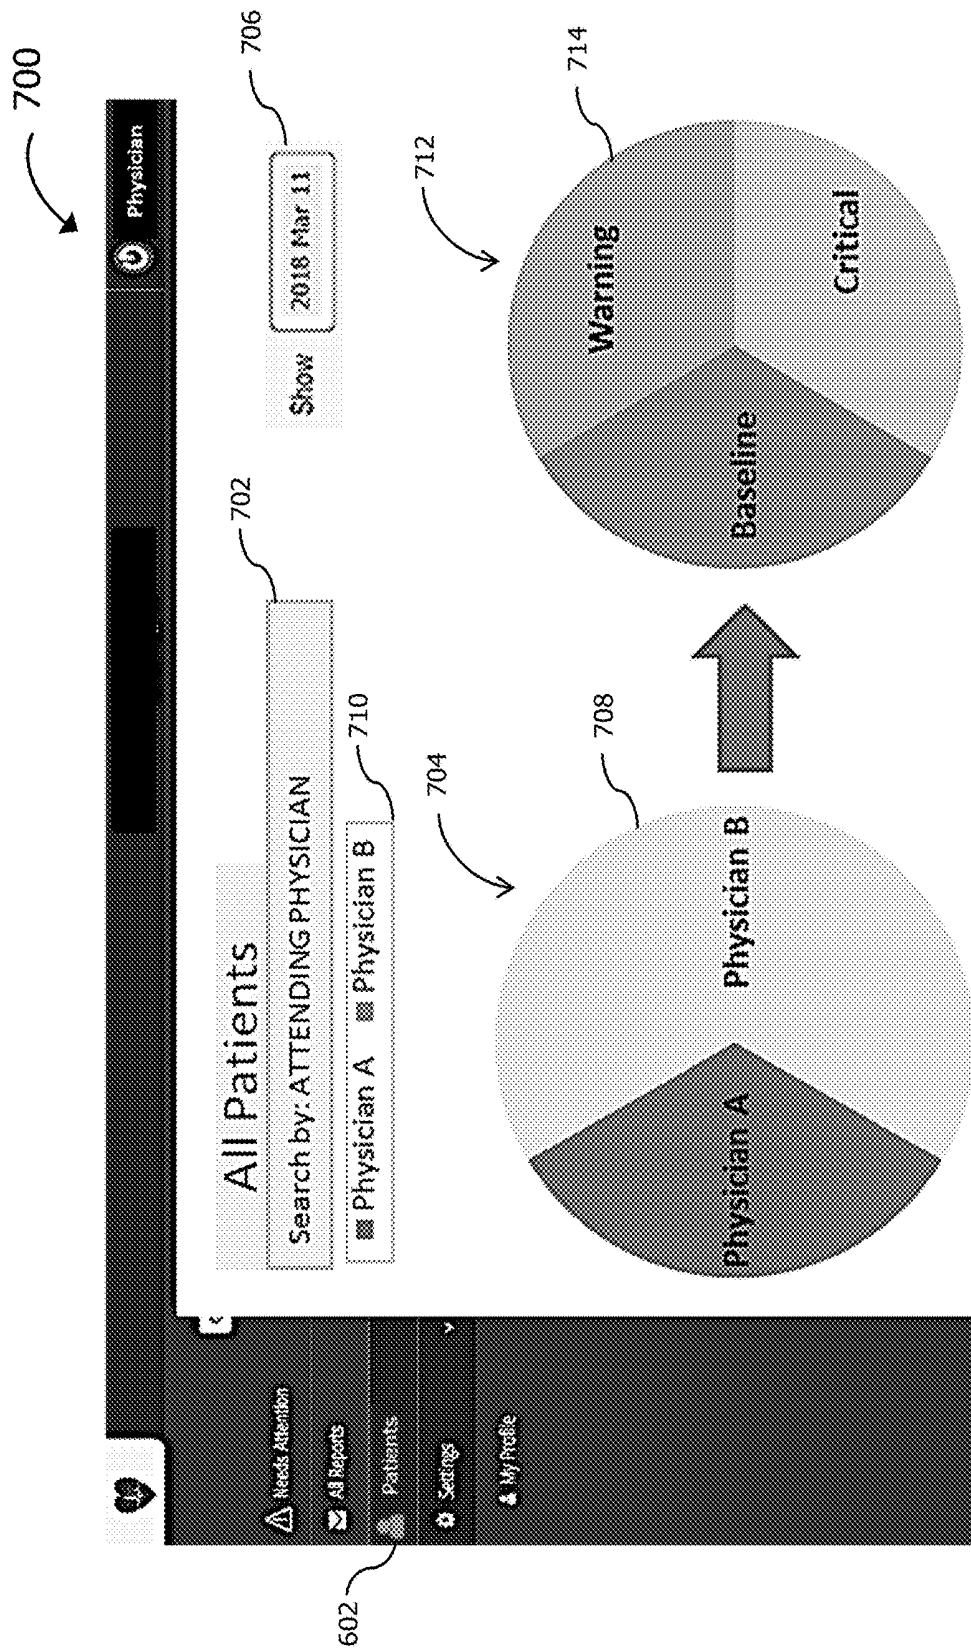 700
Physician
Needs Attention
All Reports
Patients
Settings
My Profile
602
All Patients
Search by: ATTENDING PHYSICIAN
702
Show
2018 Mar 11
706
Physician A
Physician B
710
704
Physician A
Physician B
708
712
Baseline
Warning
Critical
714